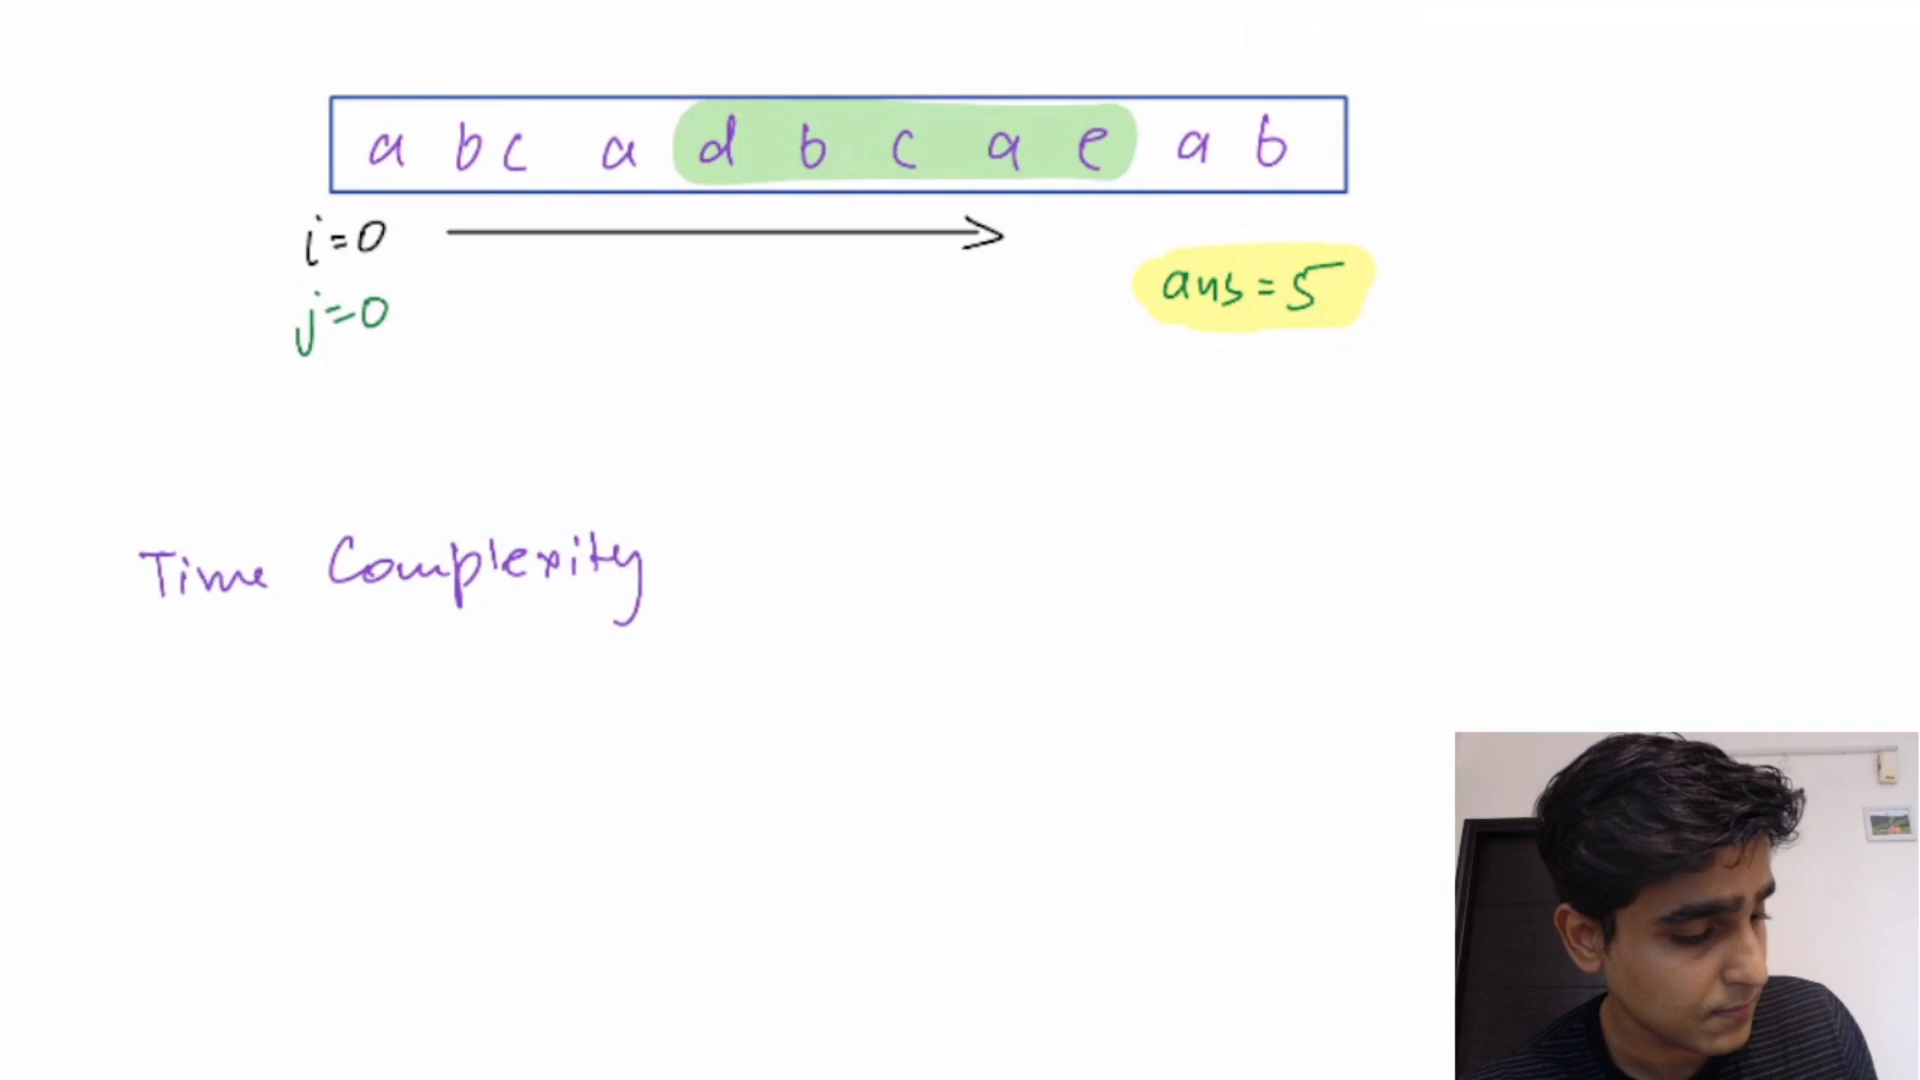 a b c a d b c a e a b
i=0
j=0
ans = 5
Time Complexity